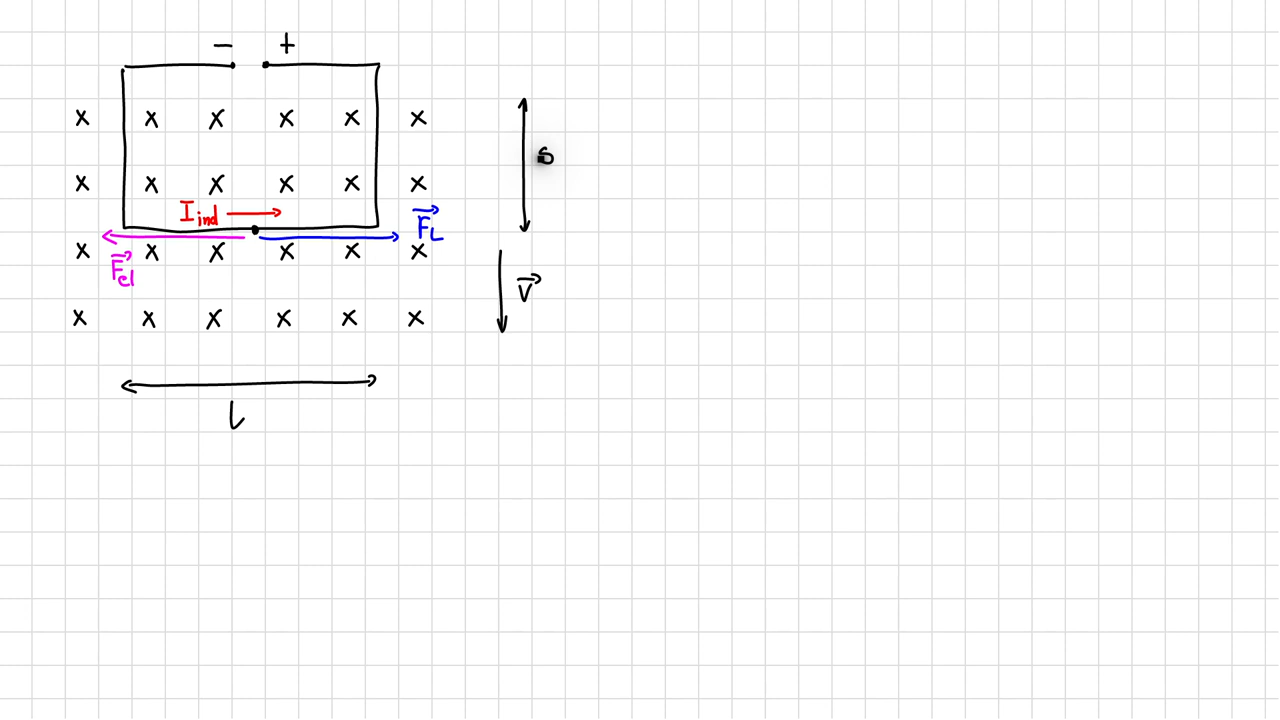 − +
x x x x x x
s
x x x x x x
I_ind →
F⃗_L
x x x x x x
F⃗_el
v⃗
x x x x x x
l